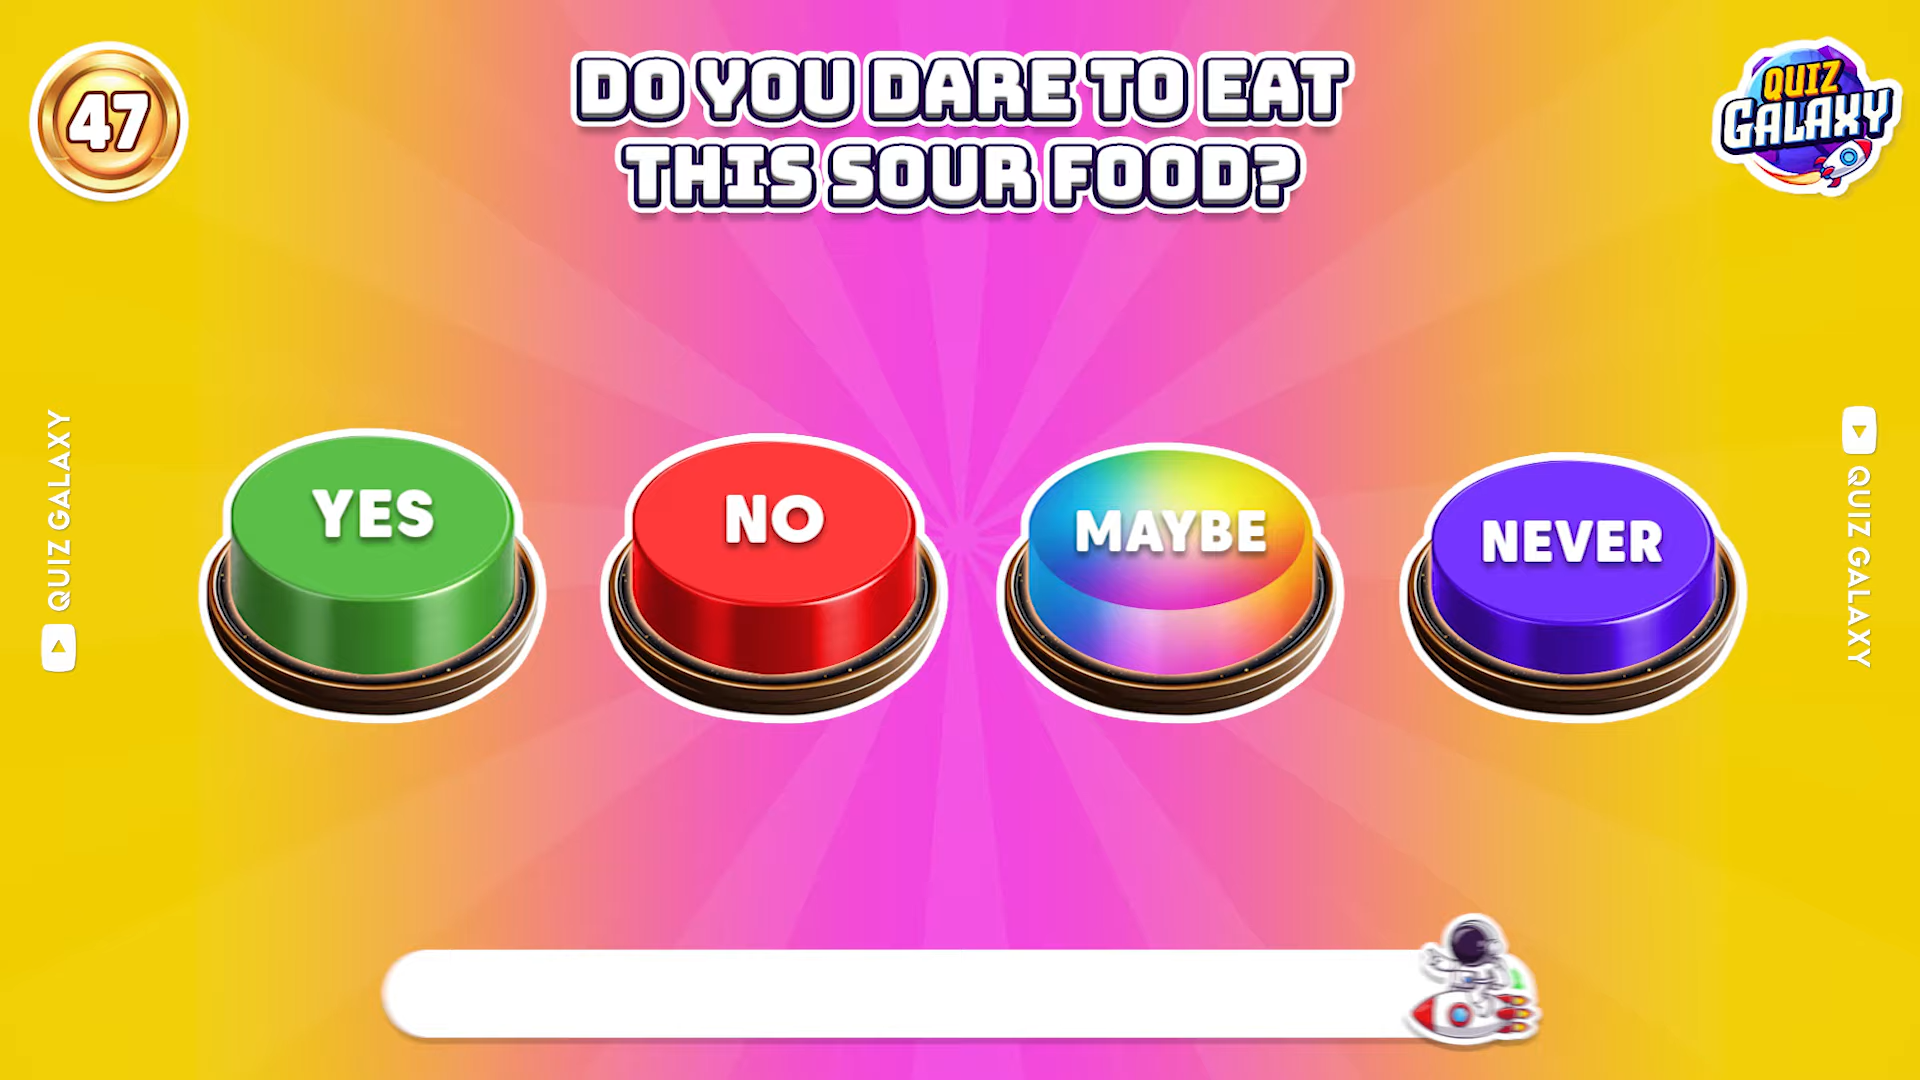 47
DO YOU DARE TO EAT
THIS SOUR FOOD?
QUIZ
GALAXY
QUIZ GALAXY
YES
NO
MAYBE
NEVER
QUIZ GALAXY